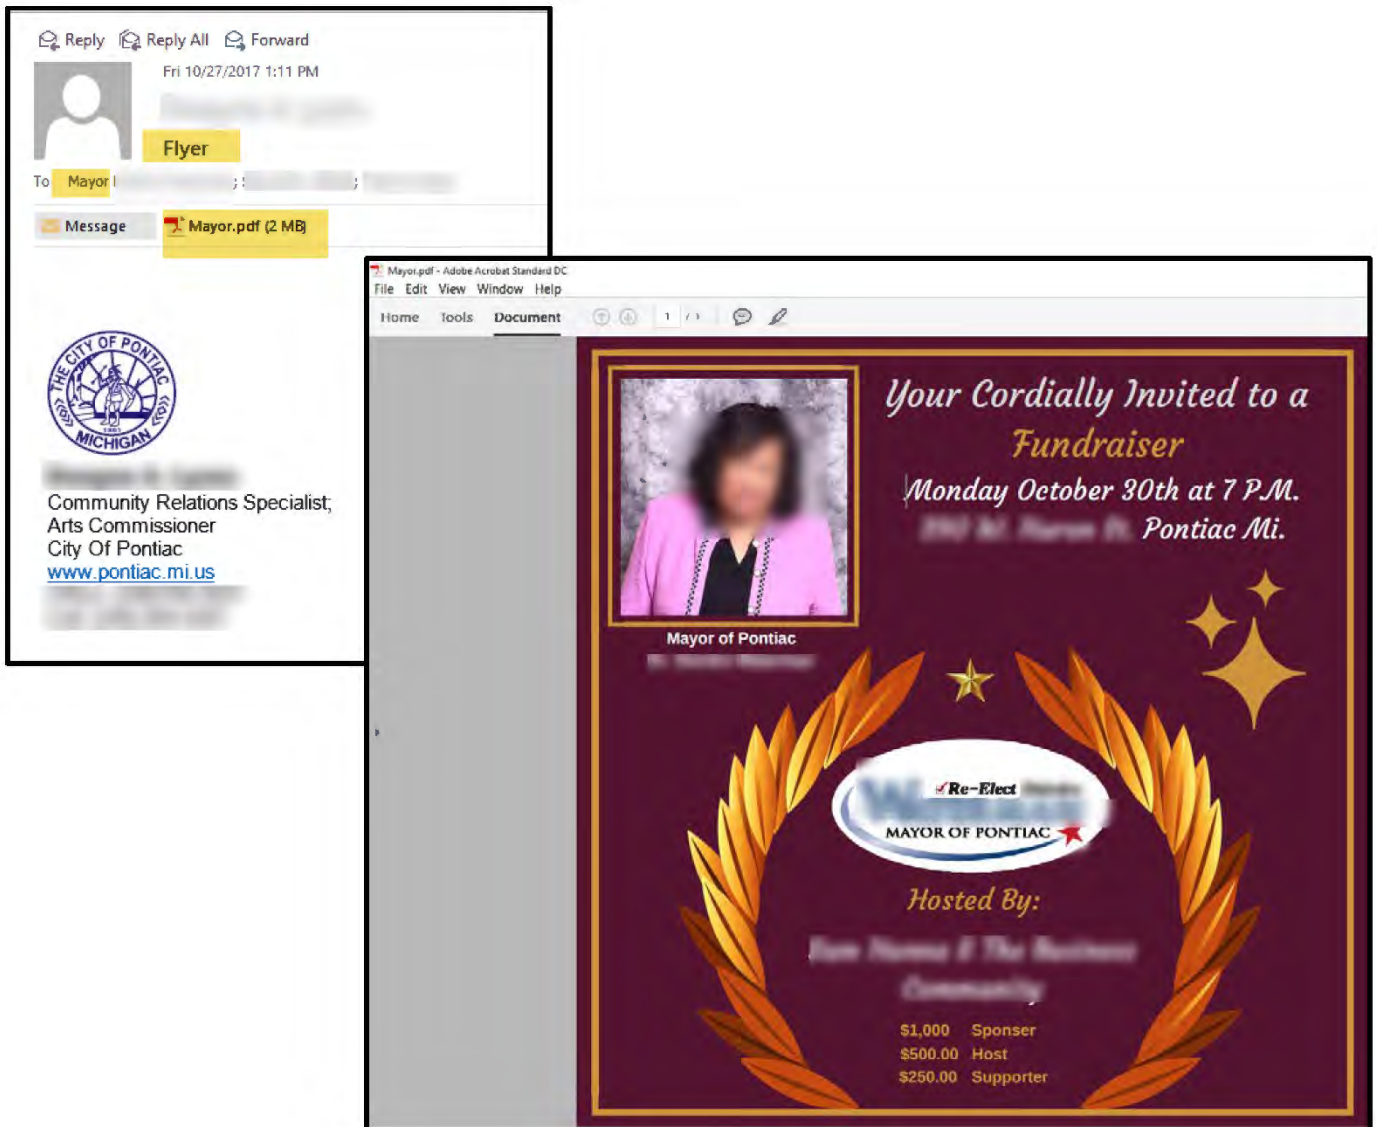 Reply Reply All Forward
Fri 10/27/2017 1:11 PM
Flyer
To Mayor
Message Mayor.pdf (2 MB)
THE CITY OF PONTIAC
1861
MICHIGAN
Community Relations Specialist;
Arts Commissioner
City Of Pontiac
www.pontiac.mi.us
Mayor.pdf - Adobe Acrobat Standard DC
File Edit View Window Help
Home Tools Document 1 / 1
Your Cordially Invited to a
Fundraiser
Monday October 30th at 7 P.M.
Pontiac Mi.
Mayor of Pontiac
Re-Elect
MAYOR OF PONTIAC
Hosted By:
$1,000 Sponser
$500.00 Host
$250.00 Supporter